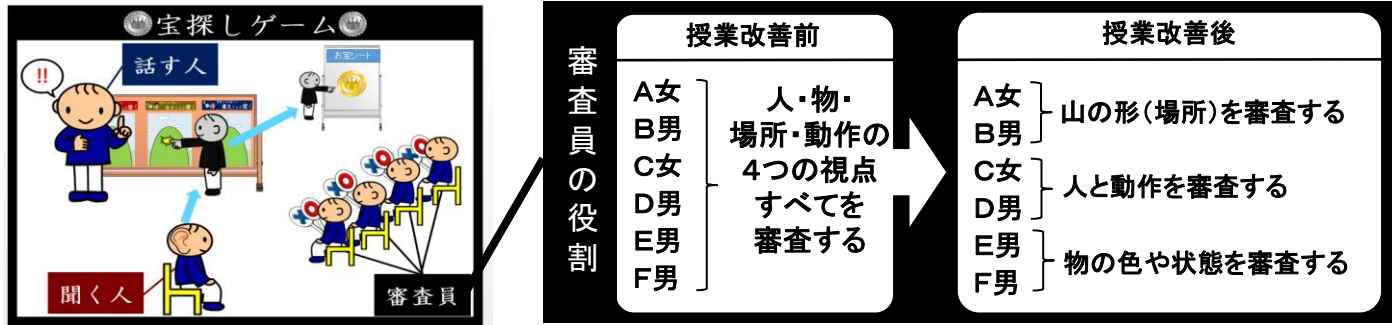 宝探しゲーム
話す人
!!
お宝シート
聞く人
審査員
審査員の役割
授業改善前
A女
B男
C女
D男
E男
F男
人・物・
場所・動作の
4つの視点
すべてを
審査する
授業改善後
A女
B男
山の形(場所)を審査する
C女
D男
人と動作を審査する
E男
F男
物の色や状態を審査する